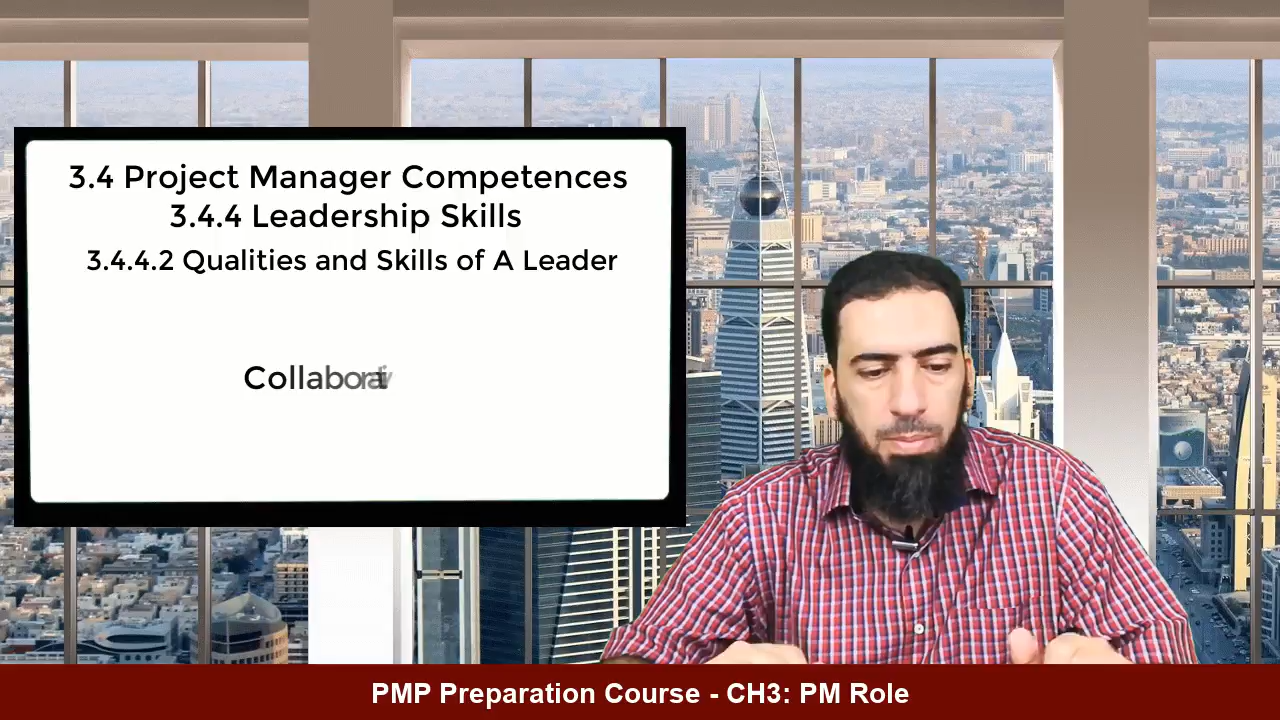 3.4 Project Manager Competences
3.4.4 Leadership Skills
3.4.4.2 Qualities and Skills of A Leader
PMP Preparation Course - CH3: PM Role